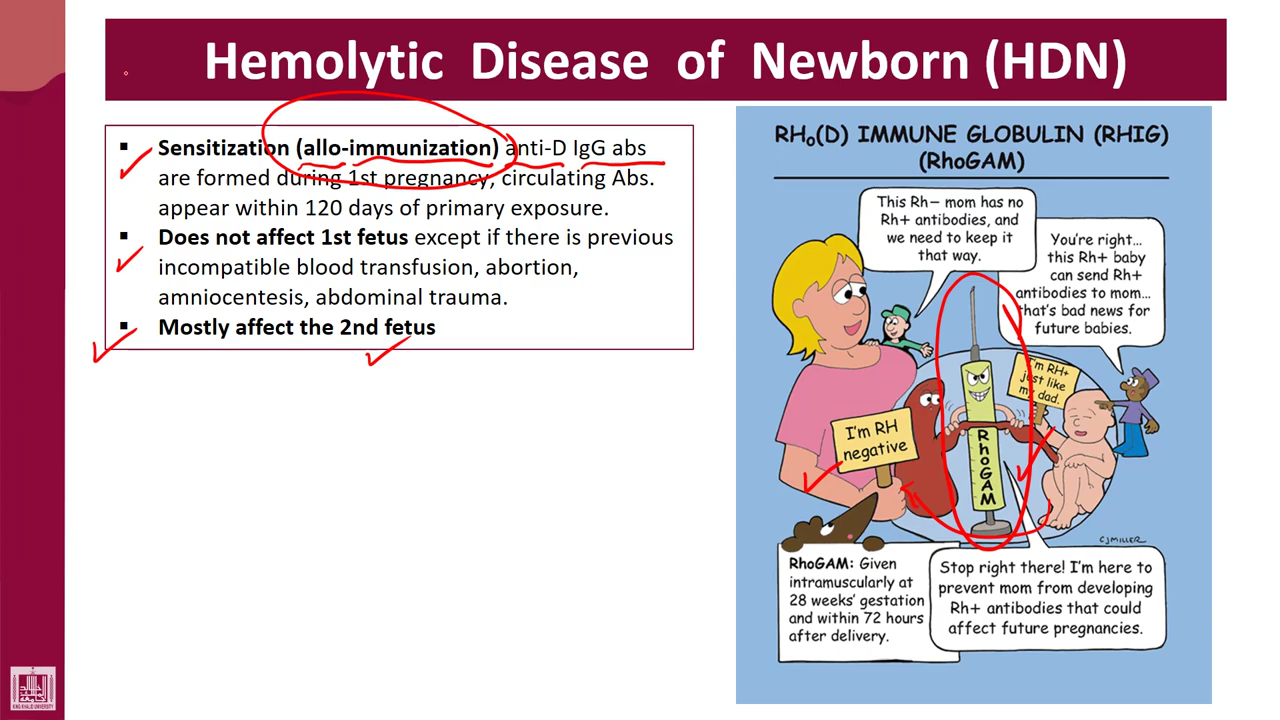 Hemolytic Disease of Newborn (HDN)
Sensitization (allo-immunization) anti-D IgG abs
are formed during 1st pregnancy, circulating Abs.
appear within 120 days of primary exposure.
Does not affect 1st fetus except if there is previous
incompatible blood transfusion, abortion,
amniocentesis, abdominal trauma.
Mostly affect the 2nd fetus
RHO(D) IMMUNE GLOBULIN (RHIG)
(RhoGAM)
This Rh– mom has no
Rh+ antibodies, and
we need to keep it
that way.
You're right...
this Rh+ baby
can send Rh+
antibodies to mom...
that's bad news for
future babies.
I'm RH+
just like
my dad.
I'm RH
negative
RhoGAM
RhoGAM: Given
intramuscularly at
28 weeks' gestation
and within 72 hours
after delivery.
Stop right there! I'm here to
prevent mom from developing
Rh+ antibodies that could
affect future pregnancies.
CJMILLER
KING KHALID UNIVERSITY